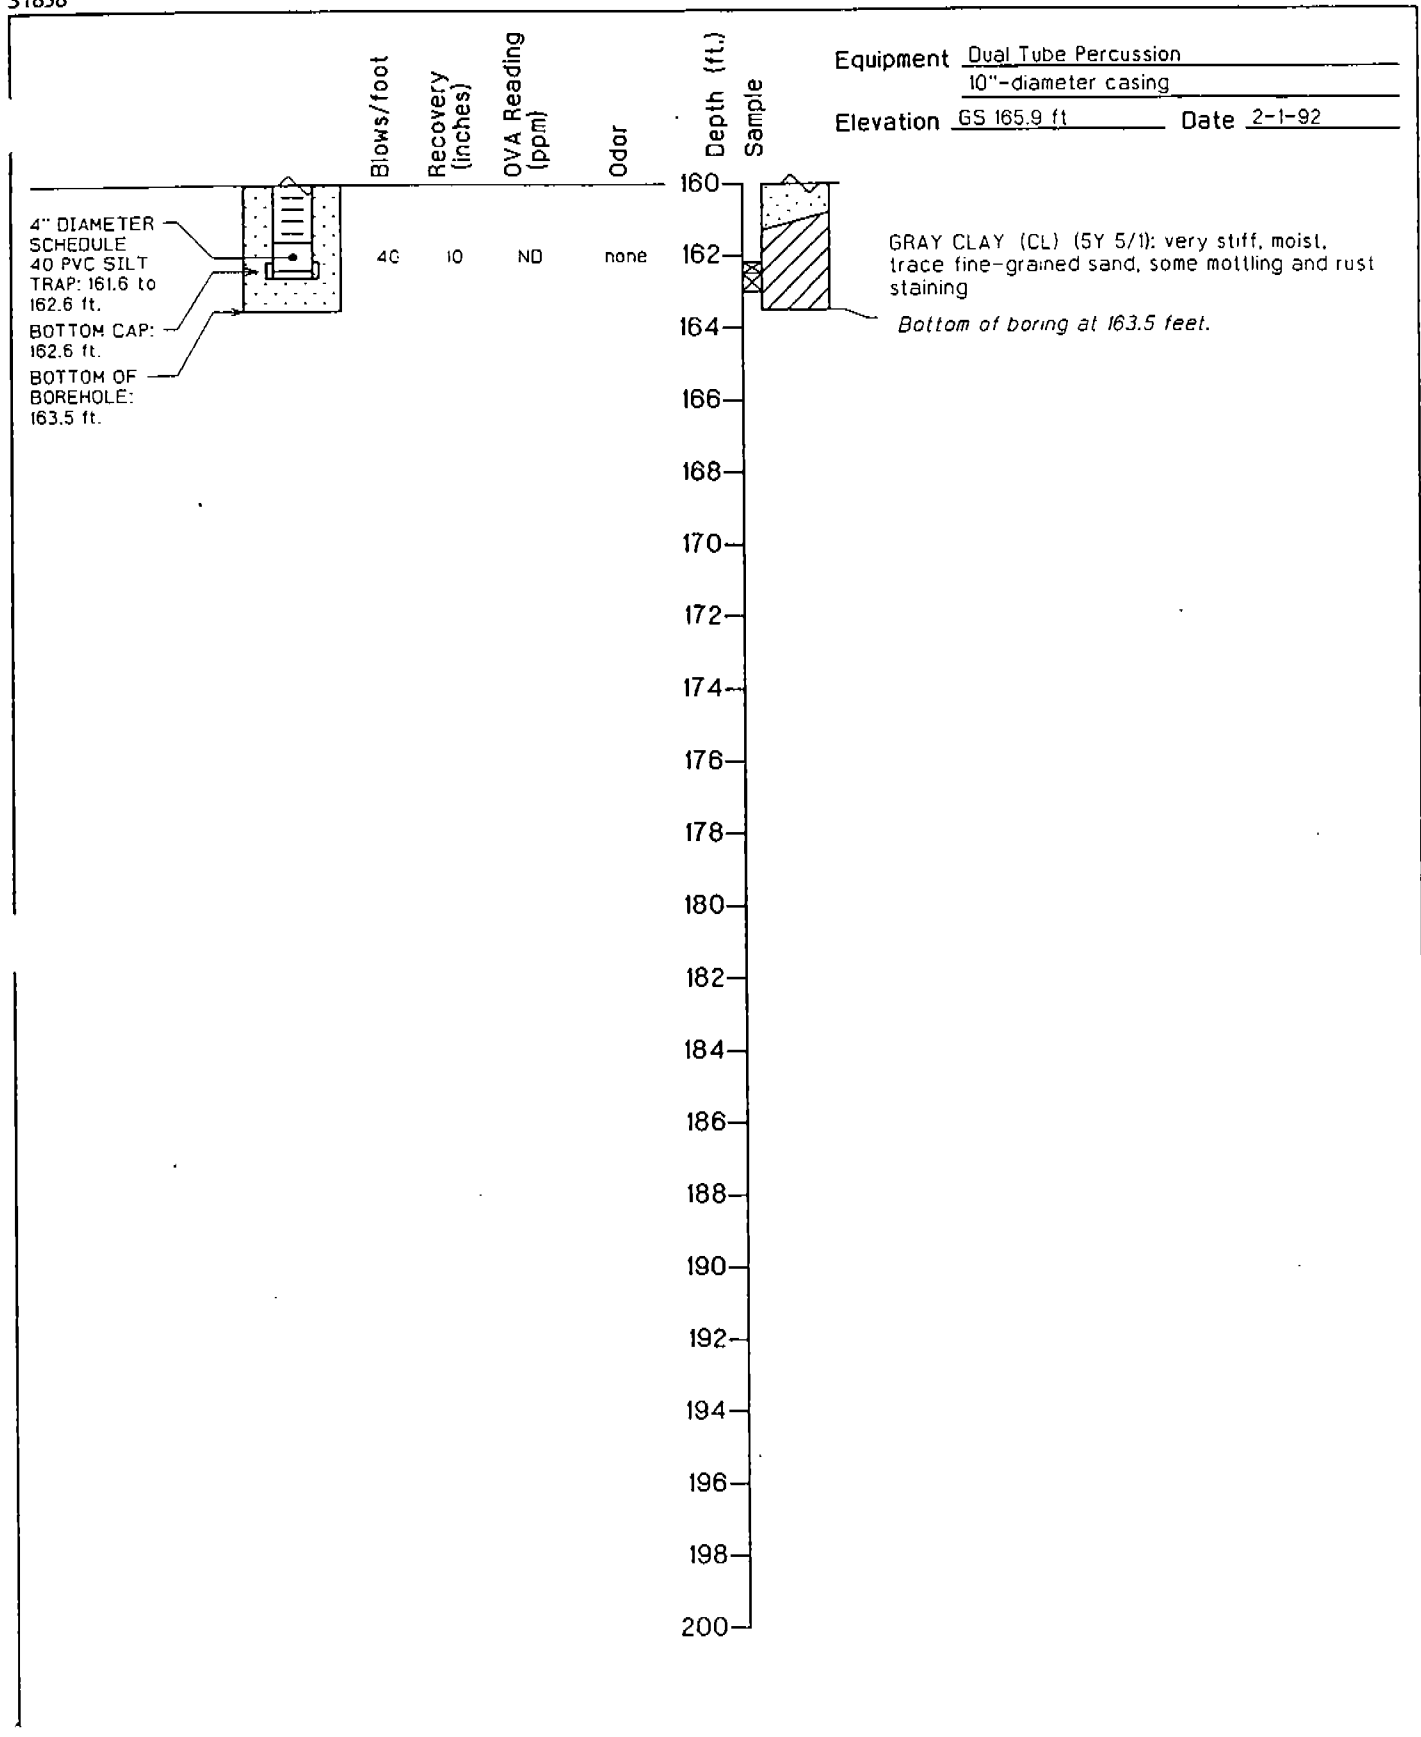 Blows/foot
Recovery (inches)
OVA Reading (ppm)
Odor
Depth (ft.)
Sample
Equipment Dual Tube Percussion
10"-diameter casing
Elevation GS 165.9 ft Date 2-1-92
4" DIAMETER
SCHEDULE
40 PVC SILT
TRAP: 161.6 to
162.6 ft.
BOTTOM CAP:
162.6 ft.
BOTTOM OF
BOREHOLE:
163.5 ft.
40 10 ND none
GRAY CLAY (CL) (5Y 5/1): very stiff, moist,
trace fine-grained sand, some mottling and rust
staining
Bottom of boring at 163.5 feet.
160
162
164
166
168
170
172
174
176
178
180
182
184
186
188
190
192
194
196
198
200